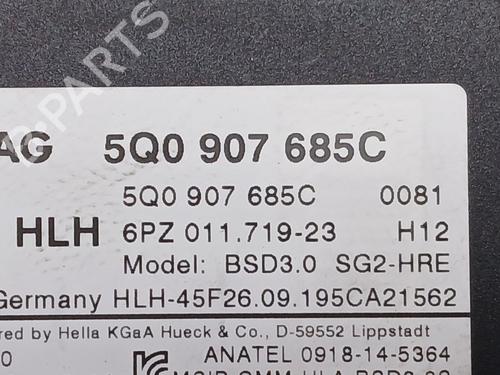 AG 5Q0 907 685C
5Q0 907 685C 0081
HLH 6PZ 011.719-23 H12
Model: BSD3.0 SG2-HRE
Germany HLH-45F26.09.195CA21562
red by Hella KGaA Hueck & Co., D-59552 Lippstadt
0 ANATEL 0918-14-5364